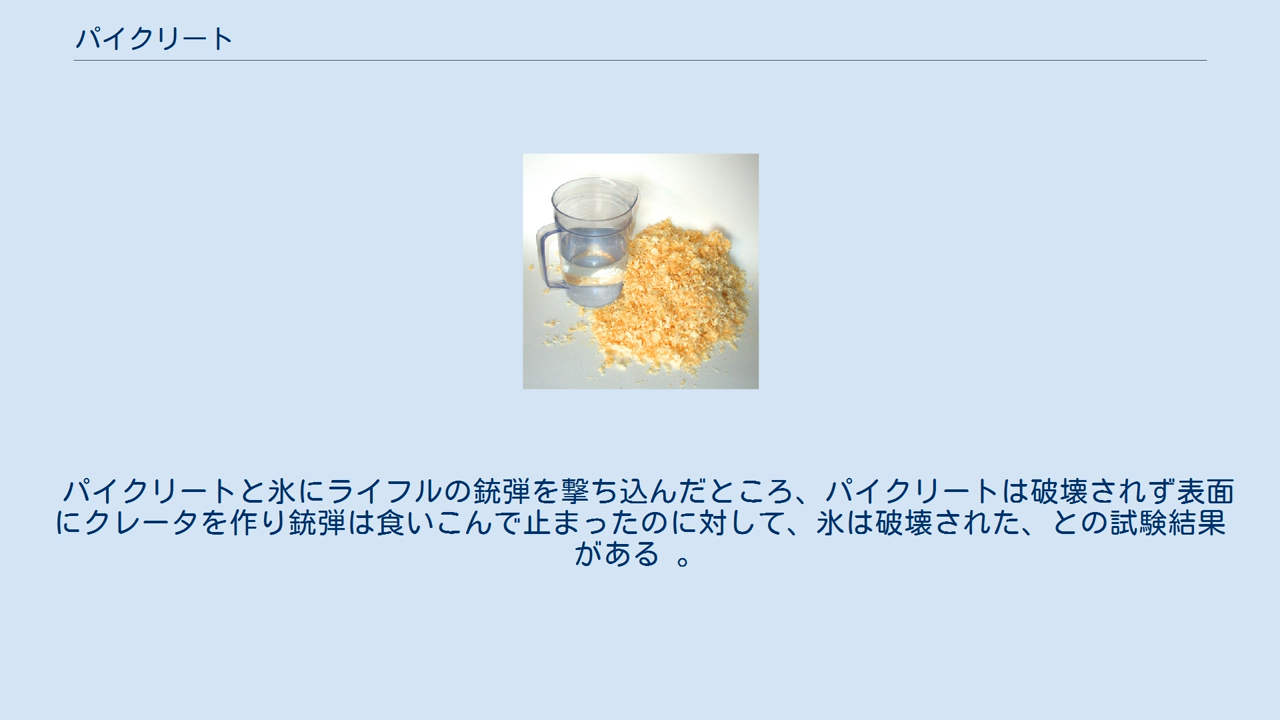 パイクリート
パイクリートと氷にライフルの銃弾を撃ち込んだところ、パイクリートは破壊されず表面
にクレータを作り銃弾は食いこんで止まったのに対して、氷は破壊された、との試験結果
がある 。